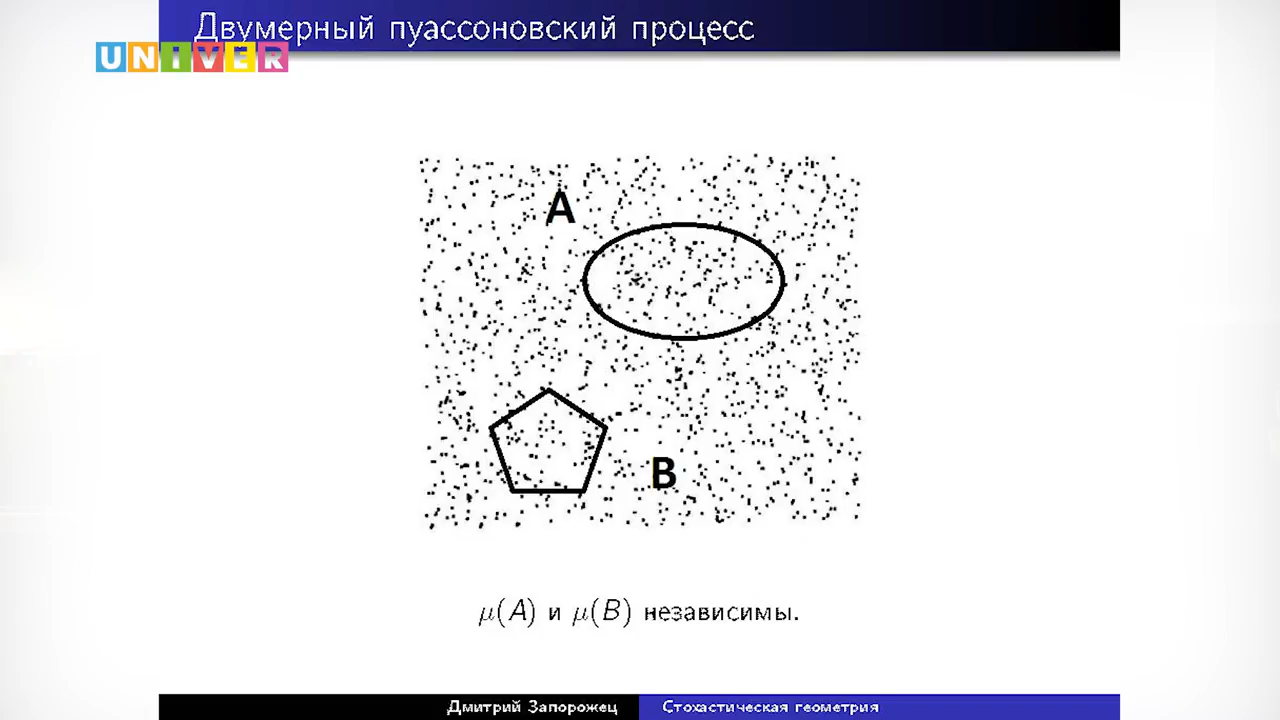 Двумерный пуассоновский процесс
UNIVER
A
B
μ(A) и μ(B) независимы.
Дмитрий Запорожец Стохастическая геометрия